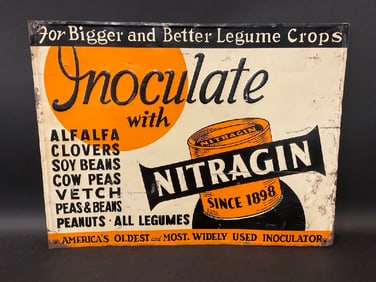 For Bigger and Better Legume Crops
Inoculate
with
ALFALFA
CLOVERS
SOY BEANS
COW PEAS
VETCH
PEAS & BEANS
PEANUTS · ALL LEGUMES
NITRAGIN
NITRAGIN
SINCE 1898
AMERICA'S OLDEST and MOST WIDELY USED INOCULATOR